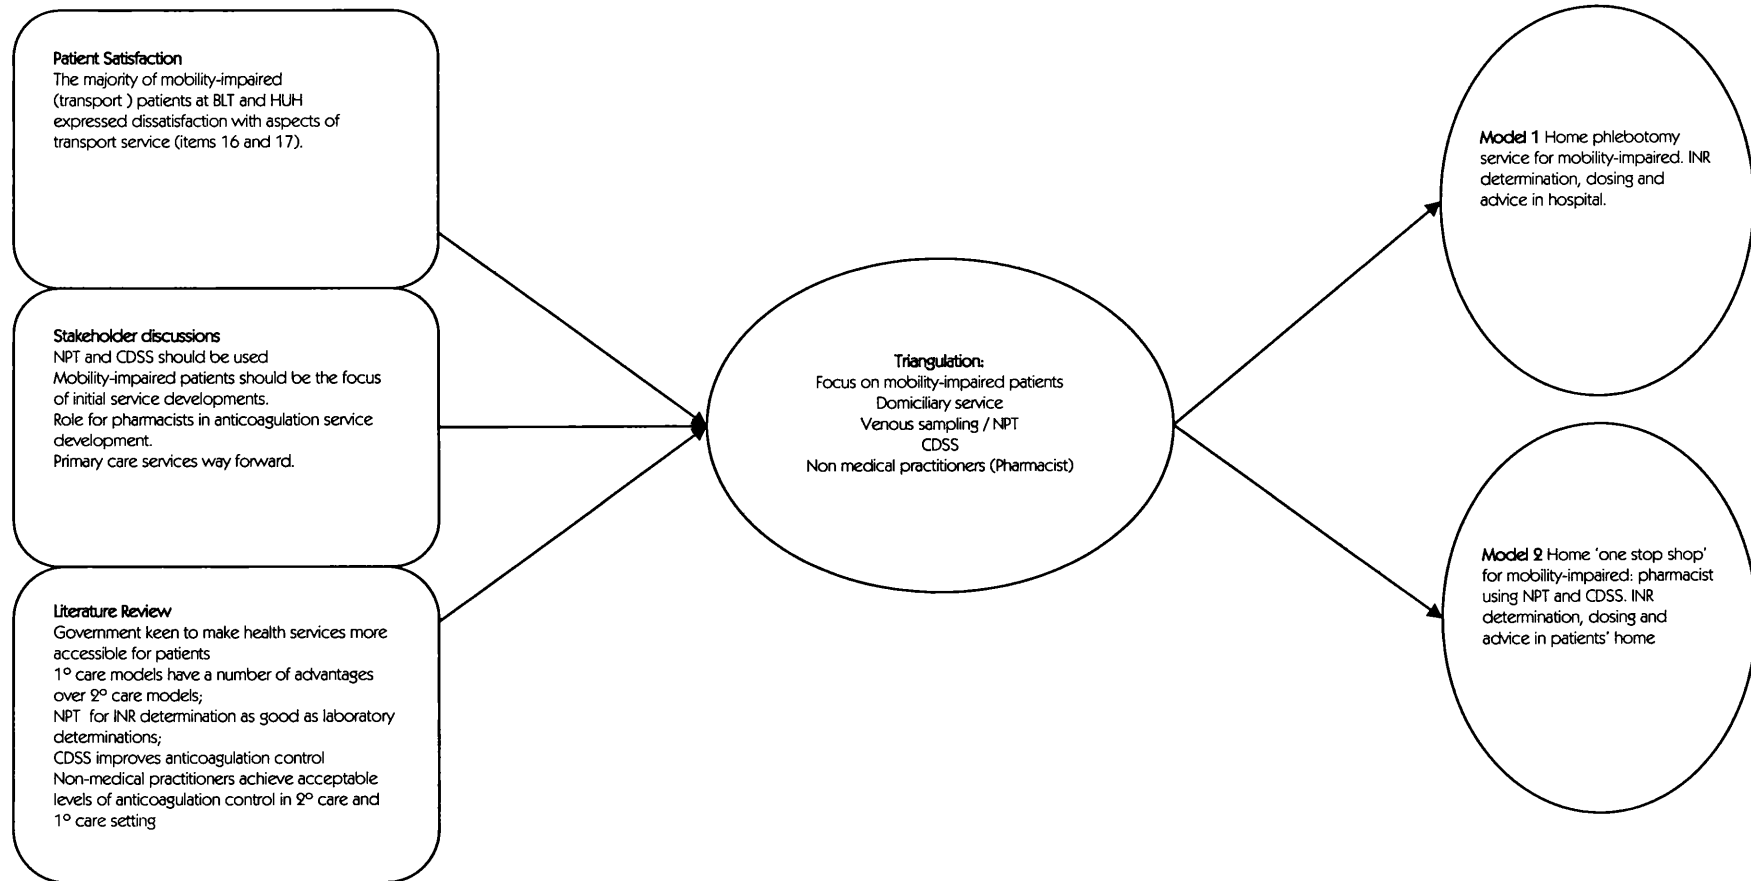 Patient Satisfaction
The majority of mobility-impaired
(transport ) patients at BLT and HUH
expressed dissatisfaction with aspects of
transport service (items 16 and 17).
Stakeholder discussions
NPT and CDSS should be used
Mobility-impaired patients should be the focus
of initial service developments.
Role for pharmacists in anticoagulation service
development.
Primary care services way forward.
Literature Review
Government keen to make health services more
accessible for patients
1º care models have a number of advantages
over 2º care models;
NPT for INR determination as good as laboratory
determinations;
CDSS improves anticoagulation control
Non-medical practitioners achieve acceptable
levels of anticoagulation control in 2º care and
1º care setting
Triangulation:
Focus on mobility-impaired patients
Domiciliary service
Venous sampling / NPT
CDSS
Non medical practitioners (Pharmacist)
Model 1 Home phlebotomy
service for mobility-impaired. INR
determination, dosing and
advice in hospital.
Model 2 Home 'one stop shop'
for mobility-impaired: pharmacist
using NPT and CDSS. INR
determination, dosing and
advice in patients' home